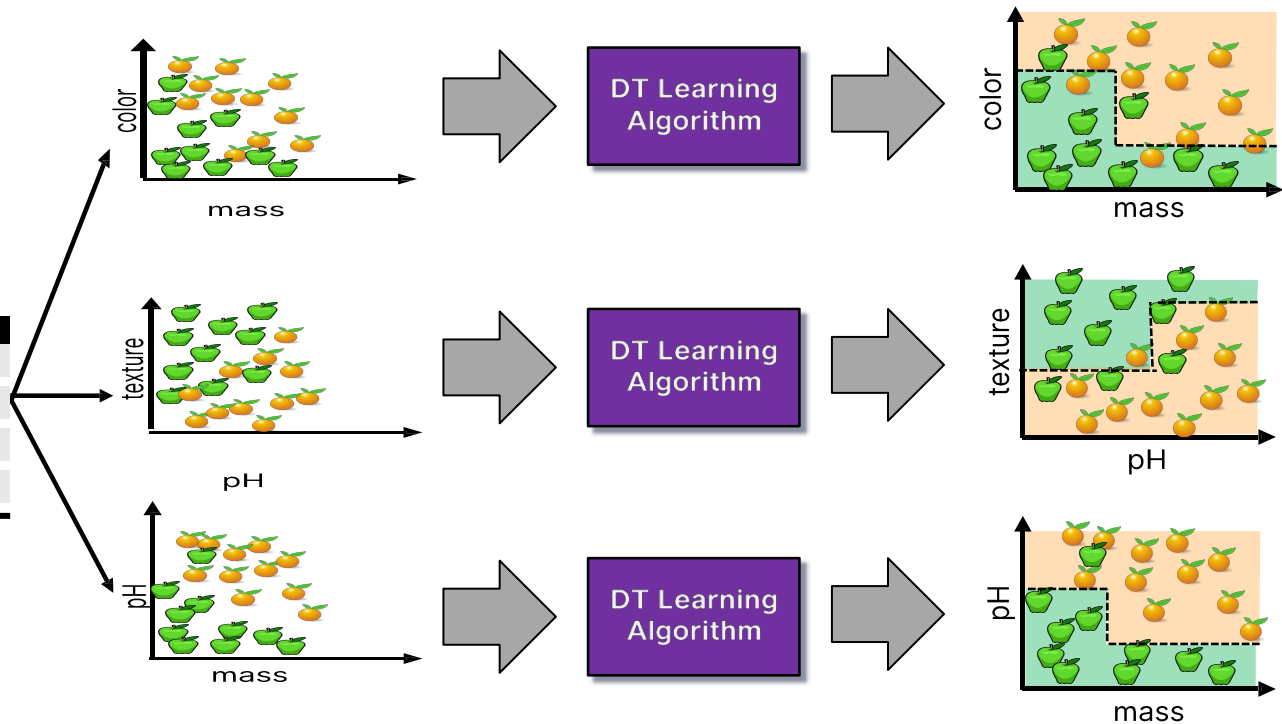 color
mass
DT Learning
Algorithm
color
mass
texture
pH
DT Learning
Algorithm
texture
pH
pH
mass
DT Learning
Algorithm
pH
mass